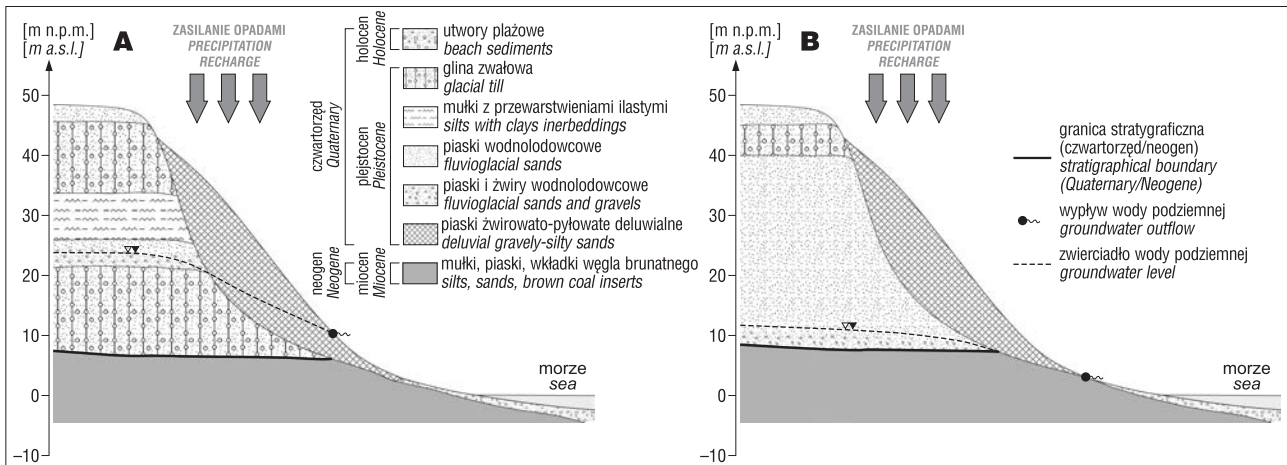 [m n.p.m.]
[m a.s.l.]
A
ZASILANIE OPADAMI
PRECIPITATION
RECHARGE
50
40
30
20
10
0
–10
morze
sea
czwartorzęd
Quaternary
holocen
Holocene
plejstocen
Pleistocene
neogen
Neogene
miocen
Miocene
utwory plażowe
beach sediments
glina zwałowa
glacial till
mułki z przewarstwieniami ilastymi
silts with clays inerbeddings
piaski wodnolodowcowe
fluvioglacial sands
piaski i żwiry wodnolodowcowe
fluvioglacial sands and gravels
piaski żwirowato-pyłowate deluwialne
deluvial gravely-silty sands
mułki, piaski, wkładki węgla brunatnego
silts, sands, brown coal inserts
[m n.p.m.]
[m a.s.l.]
B
ZASILANIE OPADAMI
PRECIPITATION
RECHARGE
50
40
30
20
10
0
–10
morze
sea
granica stratygraficzna
(czwartorzęd/neogen)
stratigraphical boundary
(Quaternary/Neogene)
wypływ wody podziemnej
groundwater outflow
zwierciadło wody podziemnej
groundwater level